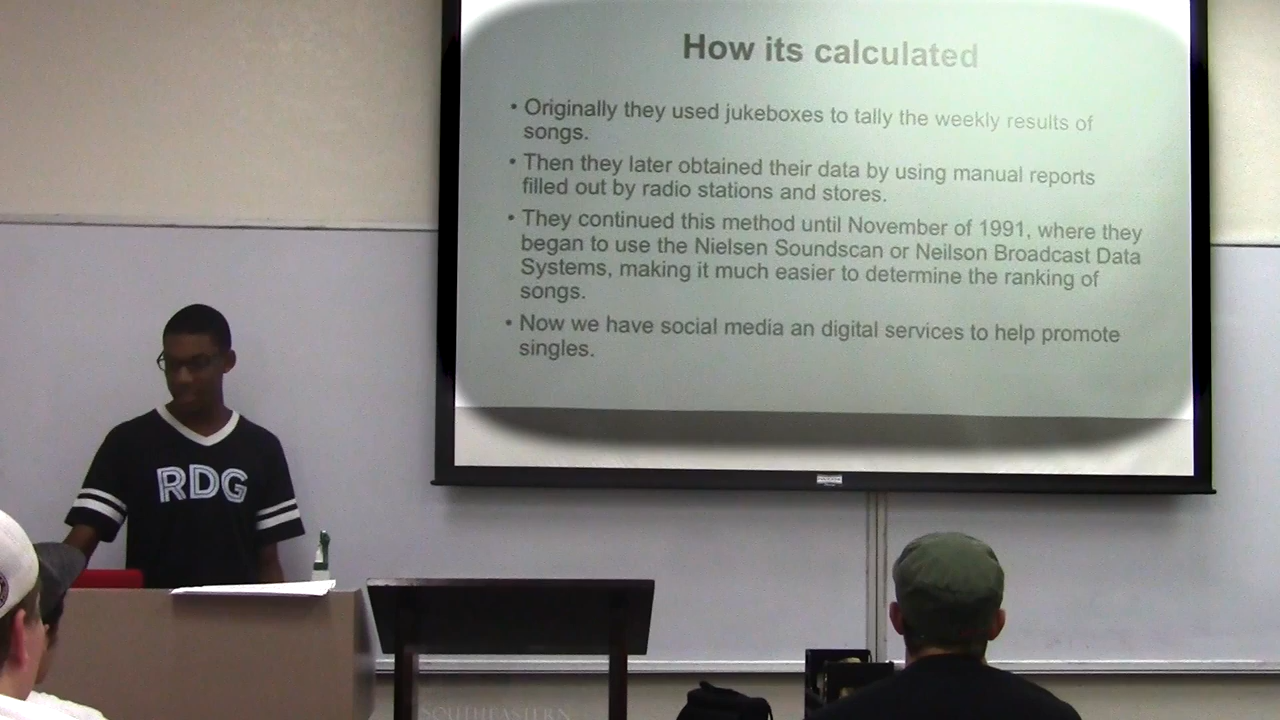 How its calculated
• Originally they used jukeboxes to tally the weekly results of
songs.
• Then they later obtained their data by using manual reports
filled out by radio stations and stores.
• They continued this method until November of 1991, where they
began to use the Nielsen Soundscan or Neilson Broadcast Data
Systems, making it much easier to determine the ranking of
songs.
• Now we have social media an digital services to help promote
singles.
RDG
SOUTHEASTERN